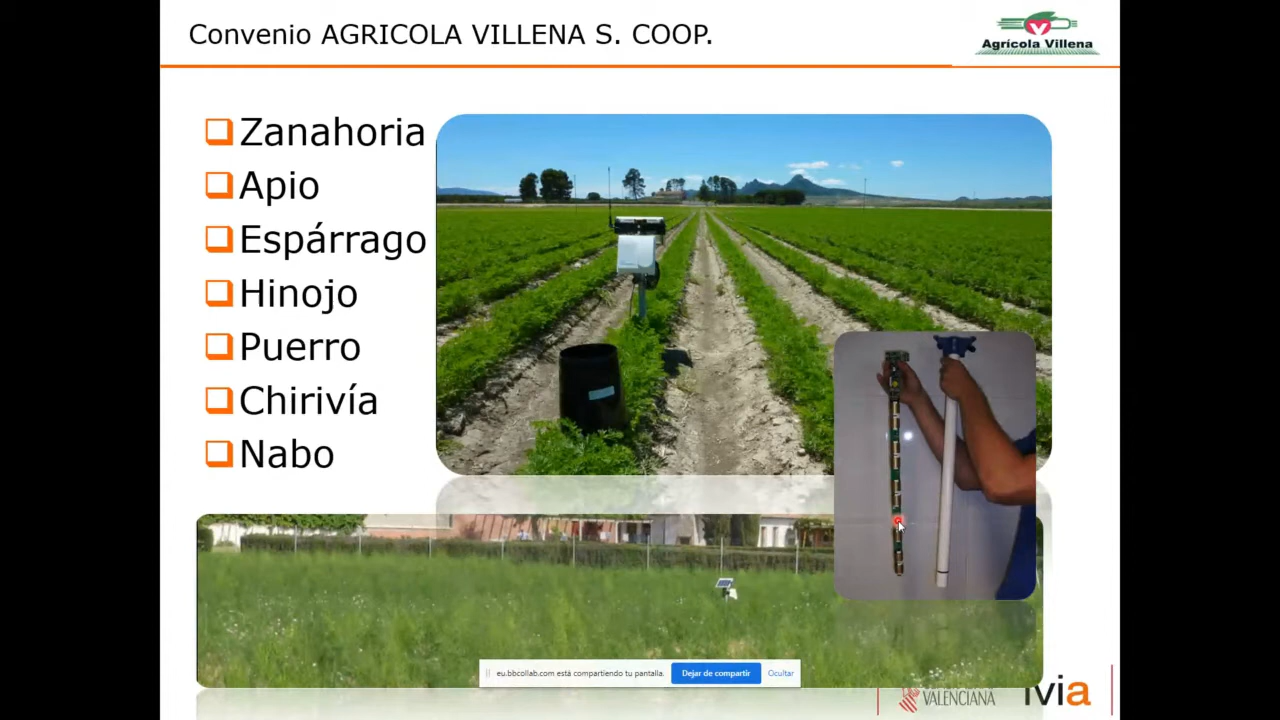 Convenio AGRICOLA VILLENA S. COOP.
Agrícola Villena
Zanahoria
Apio
Espárrago
Hinojo
Puerro
Chirivía
Nabo
eu.bbcollab.com está compartiendo tu pantalla.
Dejar de compartir
Ocultar
VALENCIANA
ivia